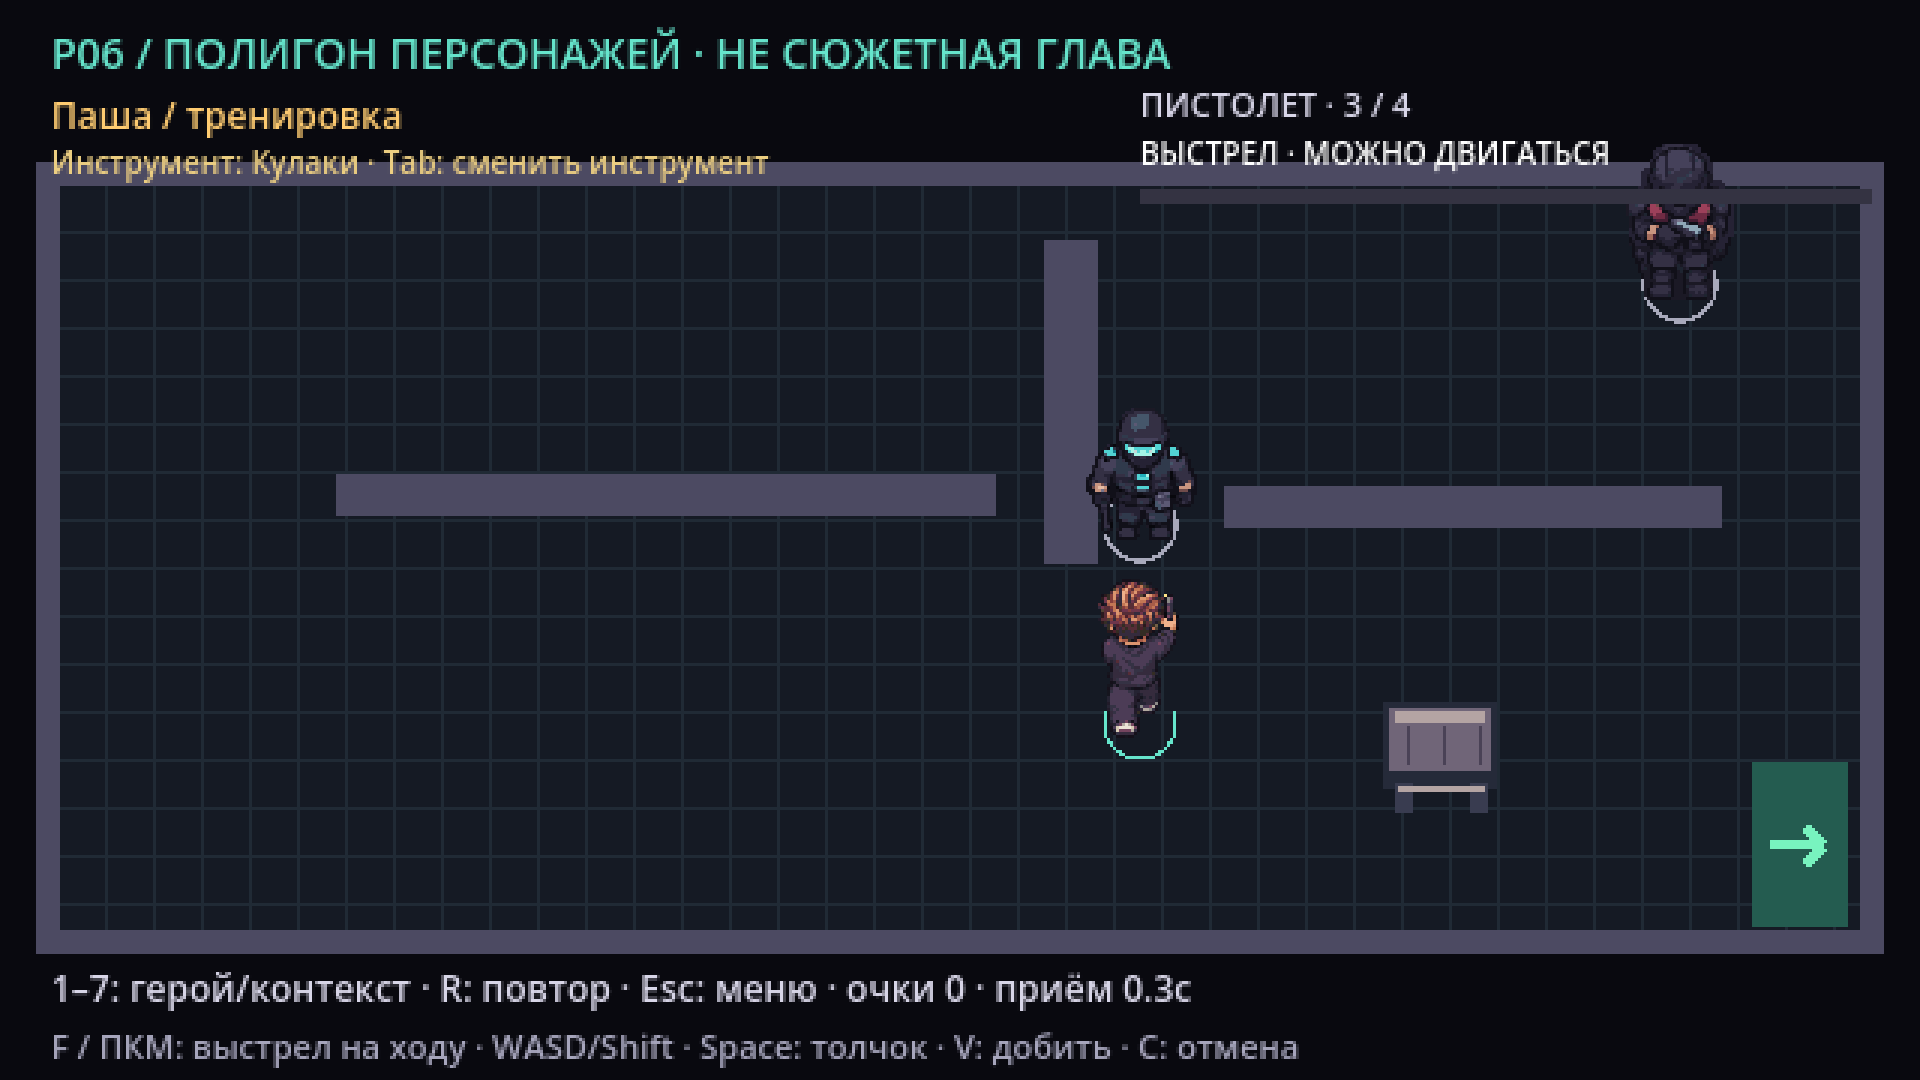 P06 / ПОЛИГОН ПЕРСОНАЖЕЙ · НЕ СЮЖЕТНАЯ ГЛАВА
Паша / тренировка
Инструмент: Кулаки · Tab: сменить инструмент
ПИСТОЛЕТ · 3 / 4
ВЫСТРЕЛ · МОЖНО ДВИГАТЬСЯ
1–7: герой/контекст · R: повтор · Esc: меню · очки 0 · приём 0.3с
F / ПКМ: выстрел на ходу · WASD/Shift · Space: толчок · V: добить · C: отмена